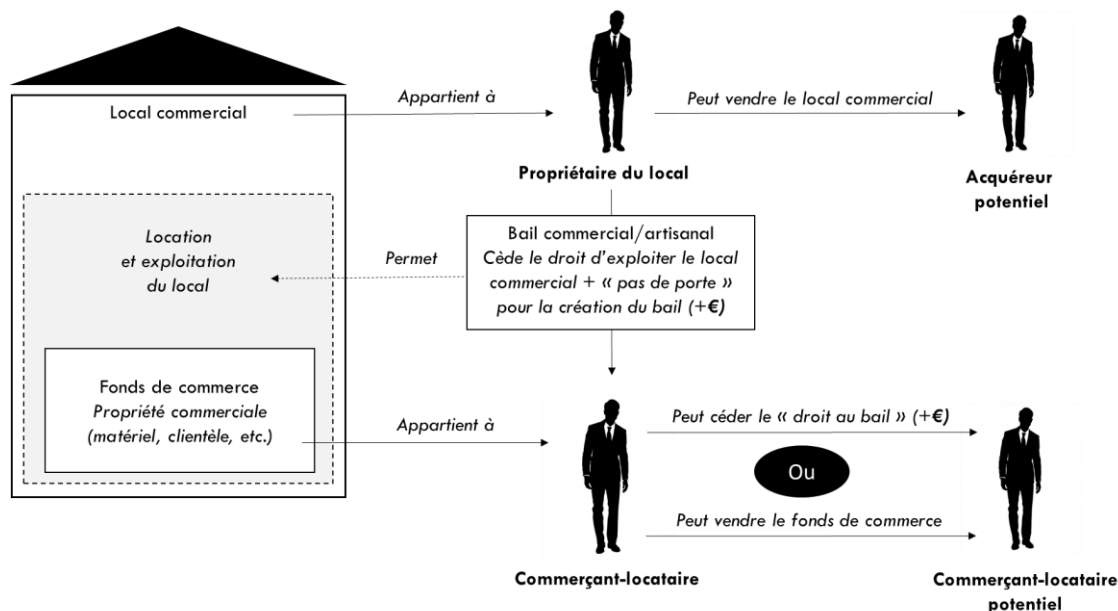 Local commercial
Appartient à
Peut vendre le local commercial
Propriétaire du local
Acquéreur
potentiel
Location
et exploitation
du local
Permet
Bail commercial/artisanal
Cède le droit d’exploiter le local
commercial + « pas de porte »
pour la création du bail (+€)
Fonds de commerce
Propriété commerciale
(matériel, clientèle, etc.)
Appartient à
Peut céder le « droit au bail » (+€)
Ou
Peut vendre le fonds de commerce
Commerçant-locataire
Commerçant-locataire
potentiel